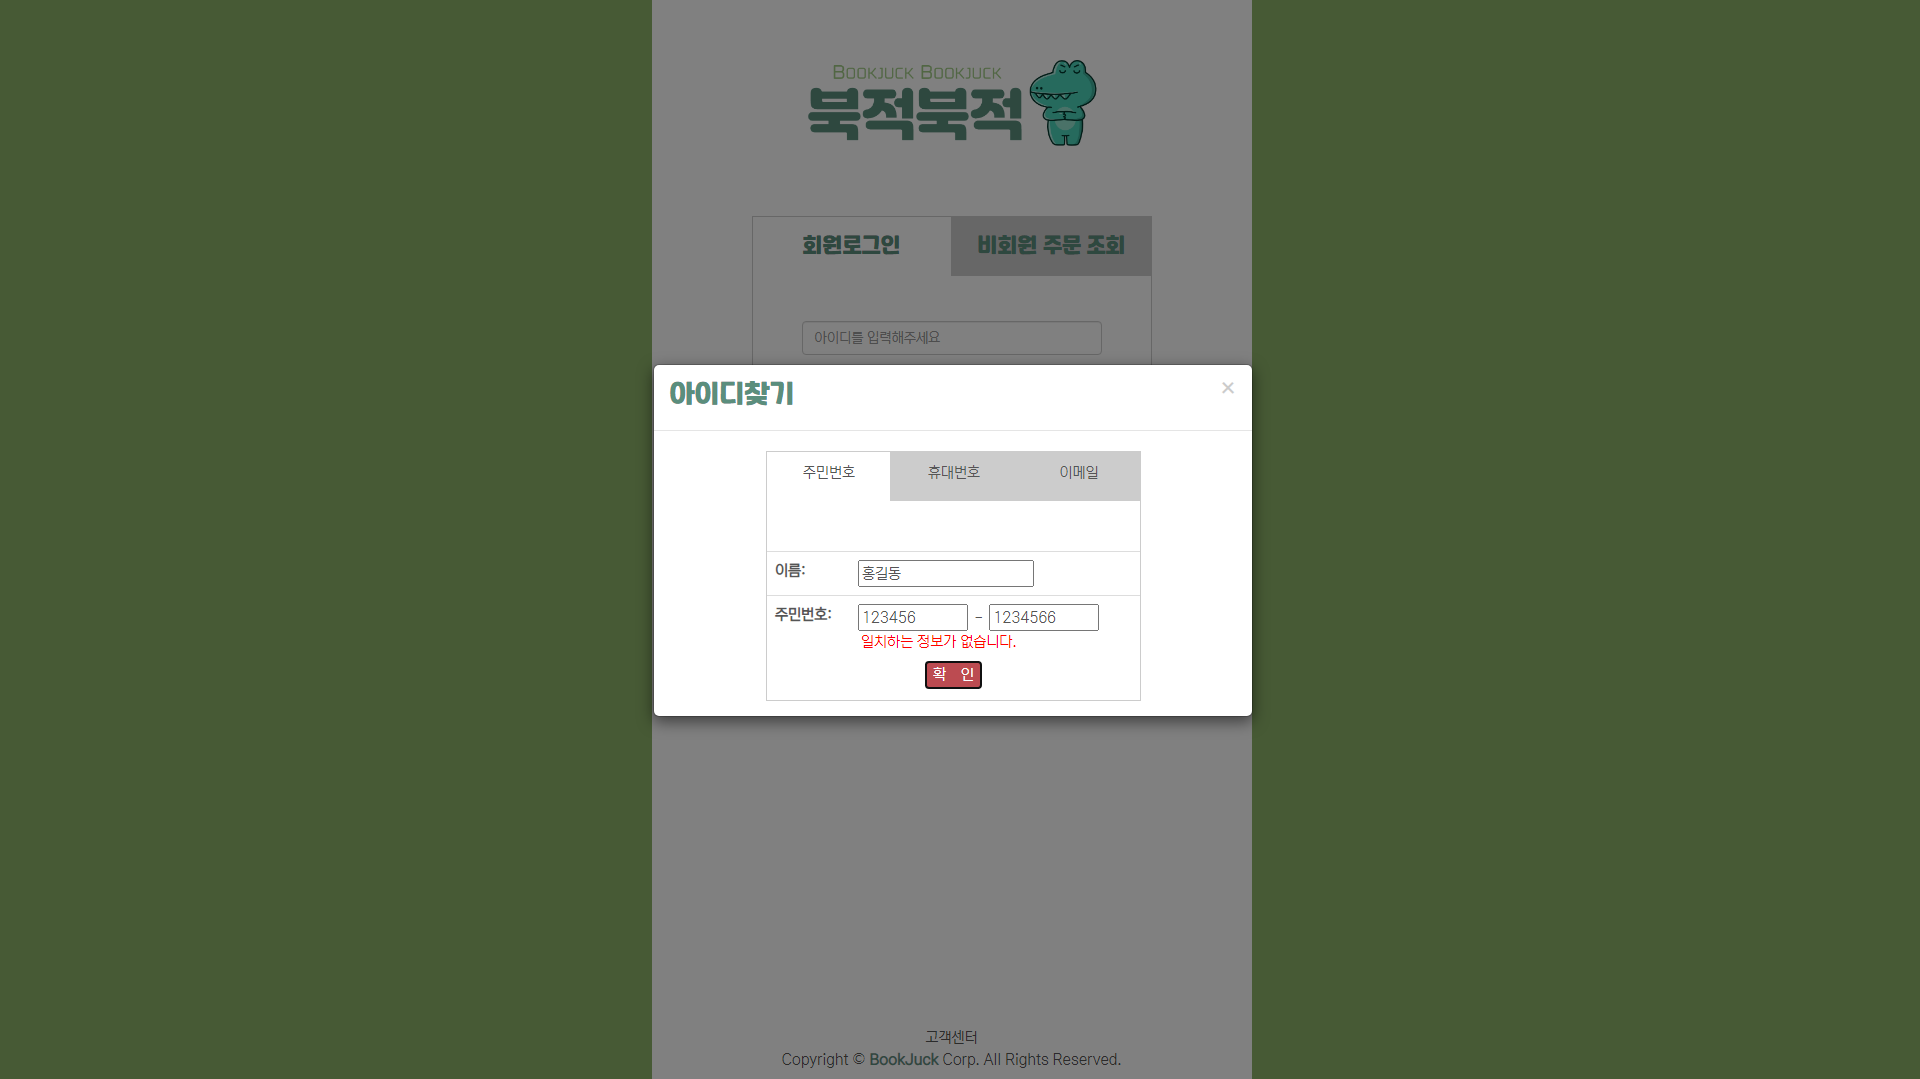 Bookjuck Bookjuck
북적북적
회원로그인 비회원 주문 조회
아이디를 입력해주세요
아이디찾기 ×
주민번호 휴대번호 이메일
이름: 홍길동
주민번호: 123456 - 1234566
일치하는 정보가 없습니다.
확 인
고객센터
Copyright © BookJuck Corp. All Rights Reserved.